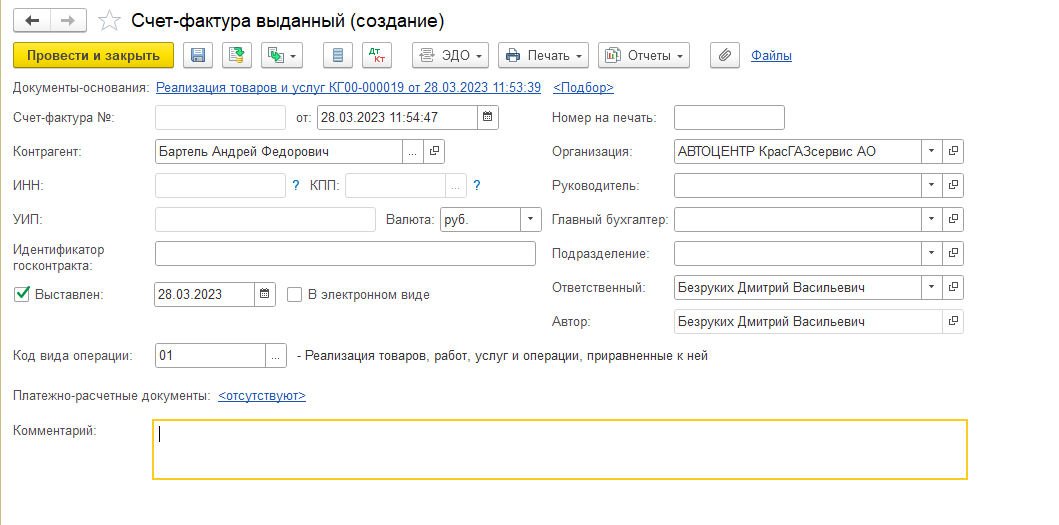 Счет-фактура выданный (создание)
Провести и закрыть Дт Кт ЭДО Печать Отчеты Файлы
Документы-основания: Реализация товаров и услуг КГ00-000019 от 28.03.2023 11:53:39 <Подбор>
Счет-фактура №: от: 28.03.2023 11:54:47 Номер на печать:
Контрагент: Бартель Андрей Федорович ... Организация: АВТОЦЕНТР КрасГАЗсервис АО
ИНН: ? КПП: ... ? Руководитель:
УИП: Валюта: руб. Главный бухгалтер:
Идентификатор госконтракта: Подразделение:
Выставлен: 28.03.2023 В электронном виде Ответственный: Безруких Дмитрий Васильевич
Автор: Безруких Дмитрий Васильевич
Код вида операции: 01 ... - Реализация товаров, работ, услуг и операции, приравненные к ней
Платежно-расчетные документы: <отсутствуют>
Комментарий: